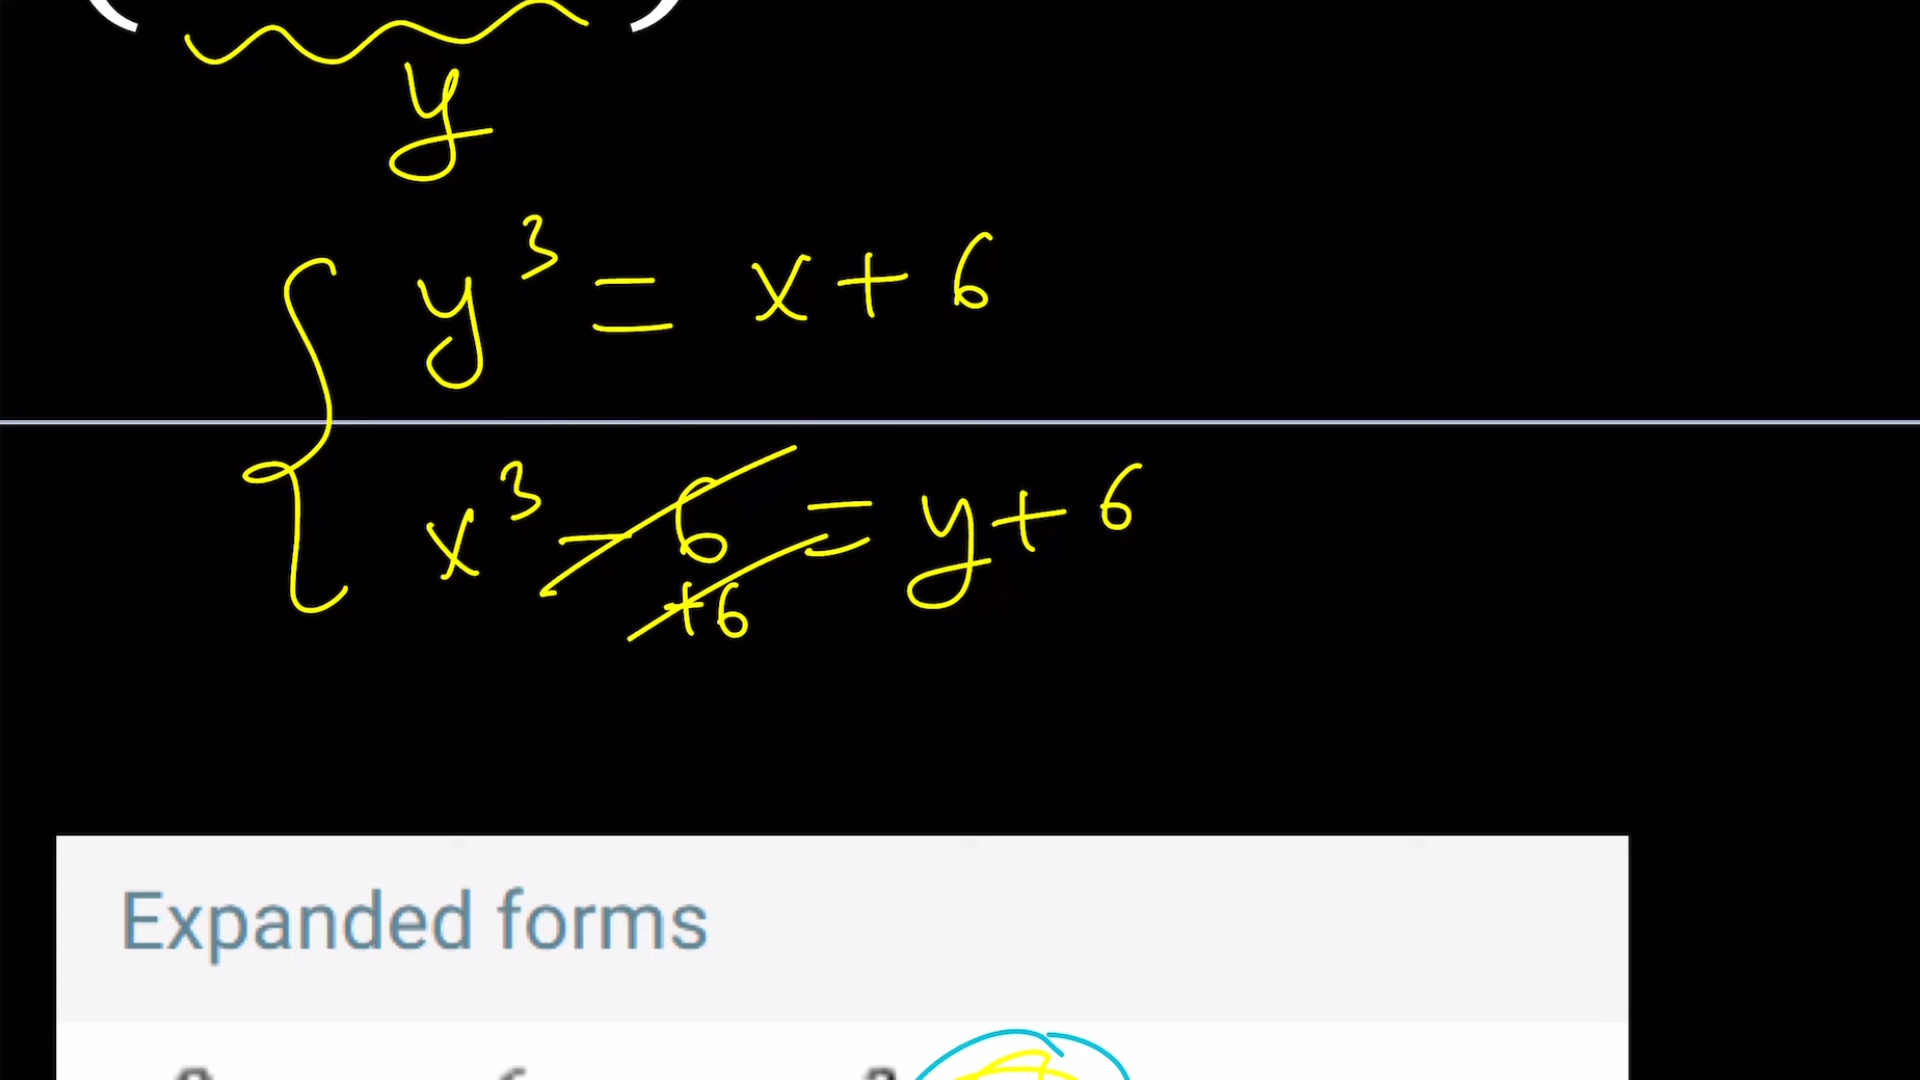 ( )
y
y³ = x + 6
x³ - 6 = y + 6
+6
Expanded forms